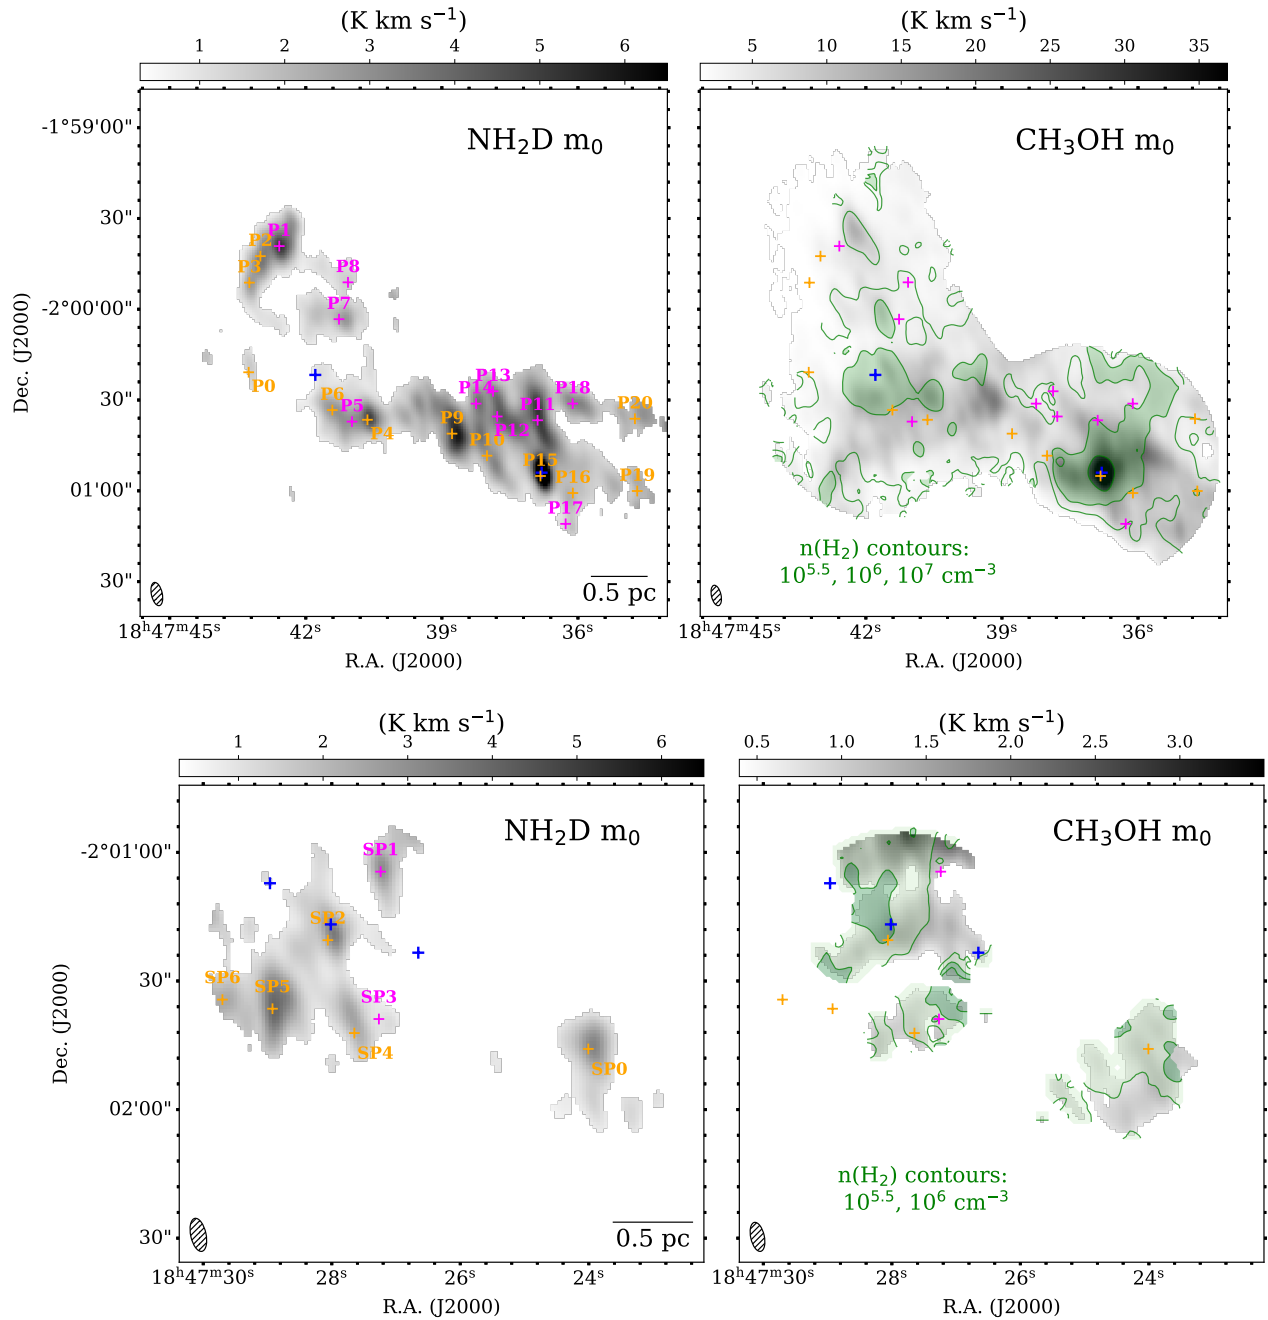 (K km s⁻¹)
1 2 3 4 5 6
NH₂D m₀
-1°59'00"
30"
-2°00'00"
30"
01'00"
30"
Dec. (J2000)
P1
P2
P3
P8
P7
P0
P6
P5
P4
P13
P14
P18
P11
P9
P12
P10
P20
P15
P16
P19
P17
0.5 pc
18ʰ47ᵐ45ˢ 42ˢ 39ˢ 36ˢ
R.A. (J2000)
(K km s⁻¹)
5 10 15 20 25 30 35
CH₃OH m₀
n(H₂) contours:
10⁵·⁵, 10⁶, 10⁷ cm⁻³
18ʰ47ᵐ45ˢ 42ˢ 39ˢ 36ˢ
R.A. (J2000)
(K km s⁻¹)
1 2 3 4 5 6
NH₂D m₀
-2°01'00"
30"
02'00"
30"
Dec. (J2000)
SP1
SP2
SP6
SP5
SP3
SP4
SP0
0.5 pc
18ʰ47ᵐ30ˢ 28ˢ 26ˢ 24ˢ
R.A. (J2000)
(K km s⁻¹)
0.5 1.0 1.5 2.0 2.5 3.0
CH₃OH m₀
n(H₂) contours:
10⁵·⁵, 10⁶ cm⁻³
18ʰ47ᵐ30ˢ 28ˢ 26ˢ 24ˢ
R.A. (J2000)